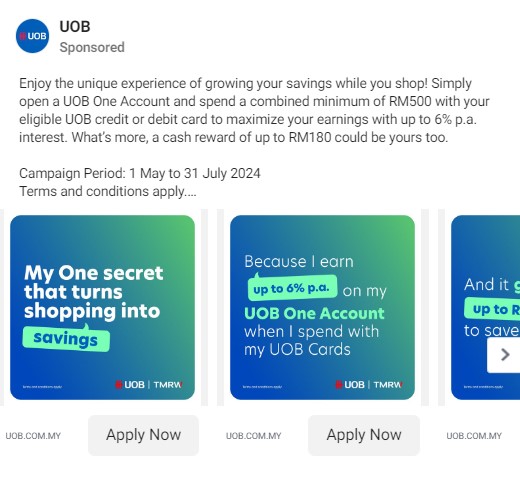 UOB
UOB
Sponsored
Enjoy the unique experience of growing your savings while you shop! Simply
open a UOB One Account and spend a combined minimum of RM500 with your
eligible UOB credit or debit card to maximize your earnings with up to 6% p.a.
interest. What's more, a cash reward of up to RM180 could be yours too.
Campaign Period: 1 May to 31 July 2024
Terms and conditions apply....
My One secret
that turns
shopping into
savings
Terms and conditions apply
UOB | TMRW
Because I earn
up to 6% p.a. on my
UOB One Account
when I spend with
my UOB Cards
Terms and conditions apply
UOB | TMRW
And it g
up to R
to save
Terms and conditions apply
UOB.COM.MY
Apply Now
UOB.COM.MY
Apply Now
UOB.COM.MY